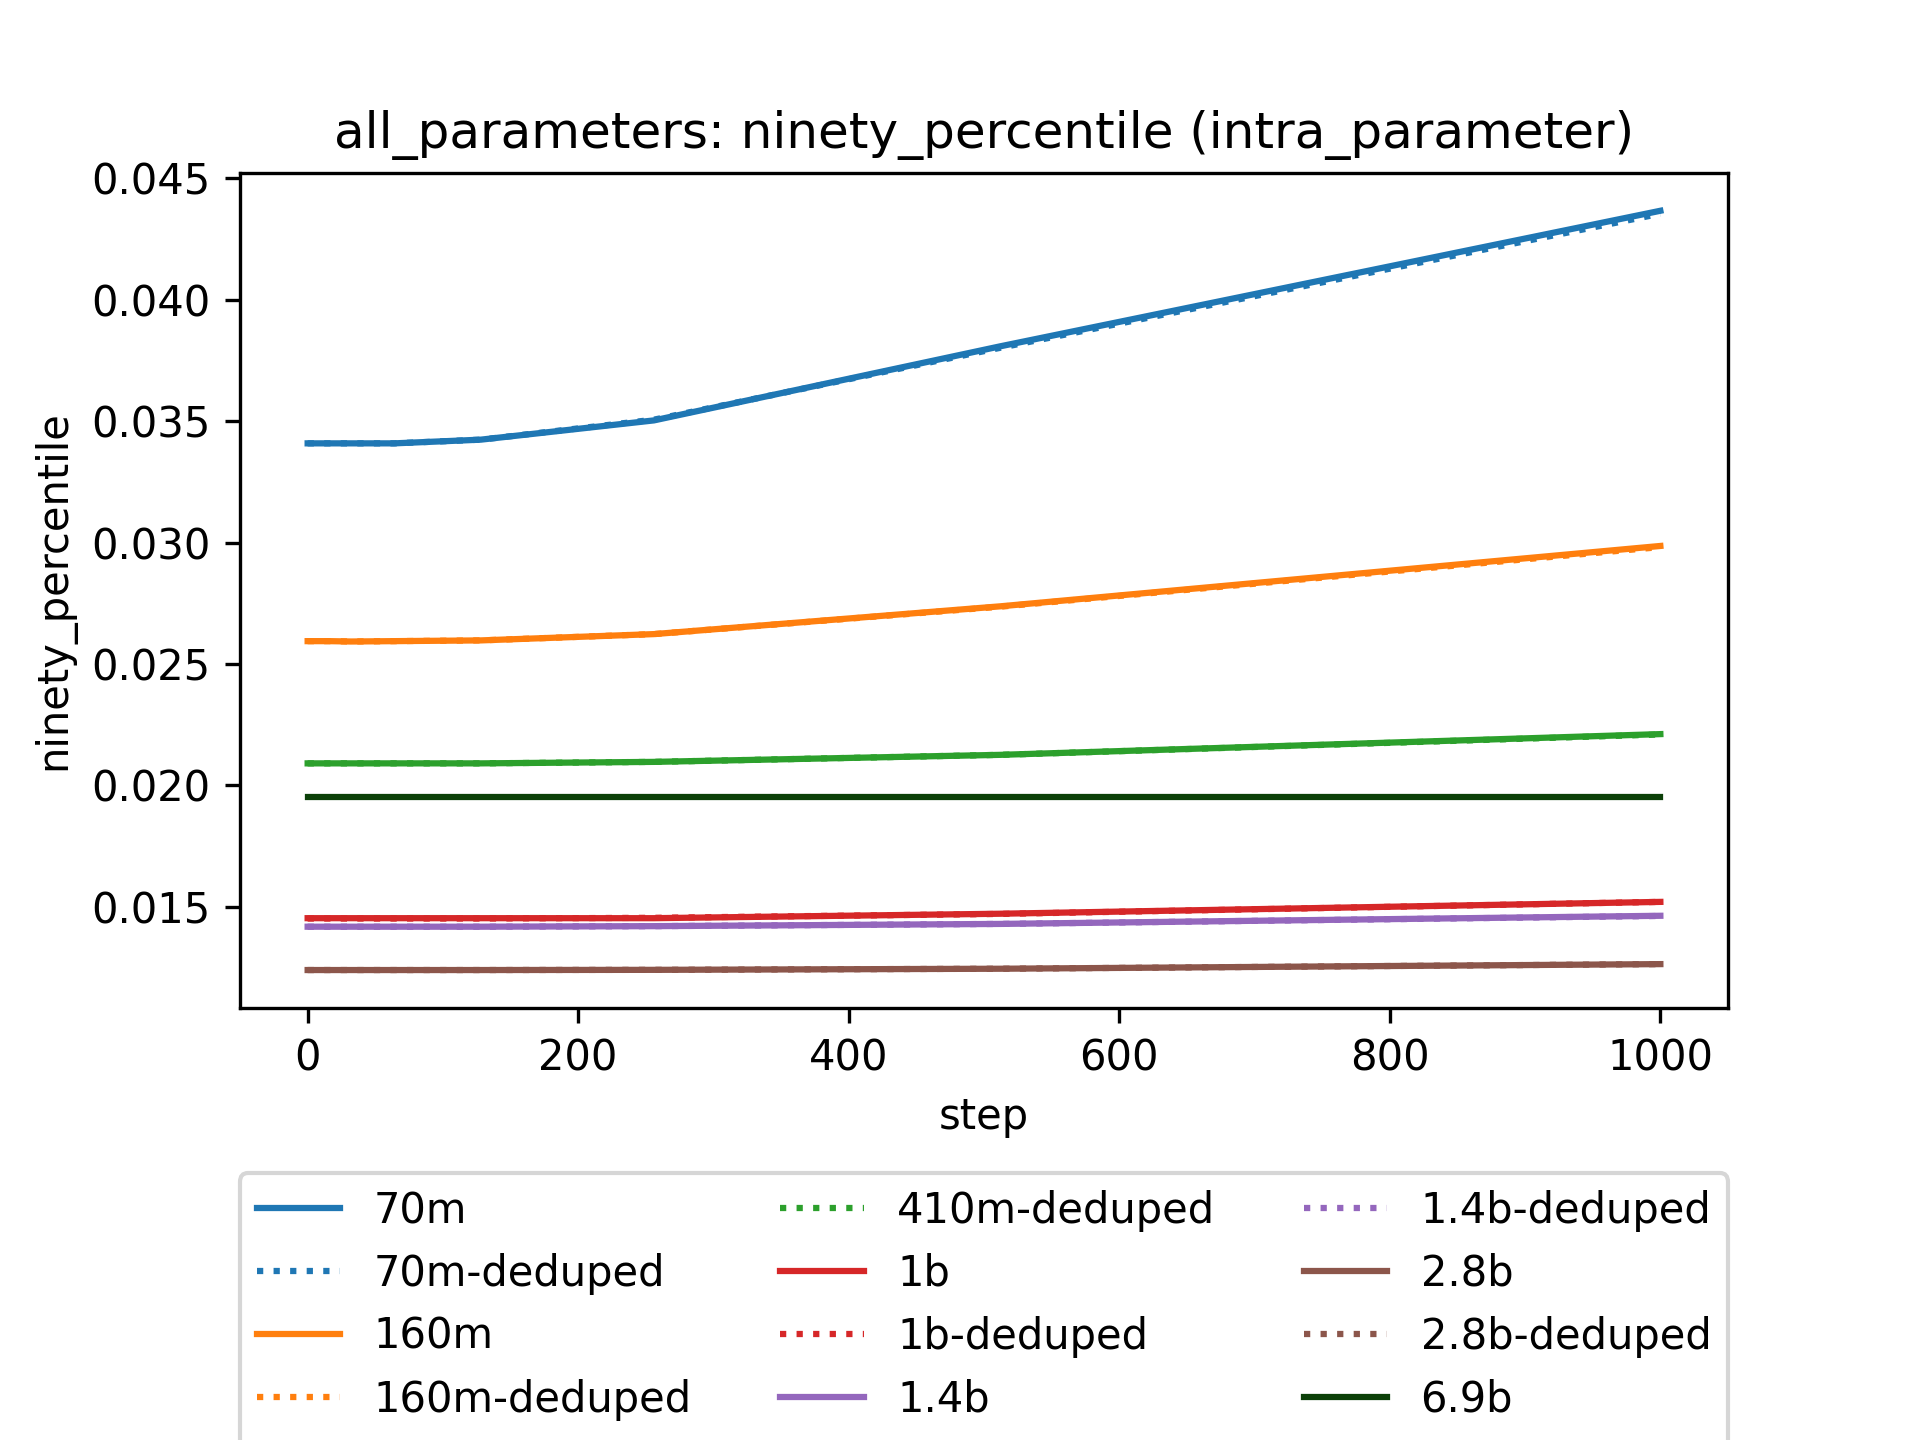 all_parameters: ninety_percentile (intra_parameter)
0.045
0.040
0.035
0.030
0.025
0.020
0.015
ninety_percentile
0 200 400 600 800 1000
step
70m 410m-deduped 1.4b-deduped
70m-deduped 1b 2.8b
160m 1b-deduped 2.8b-deduped
160m-deduped 1.4b 6.9b